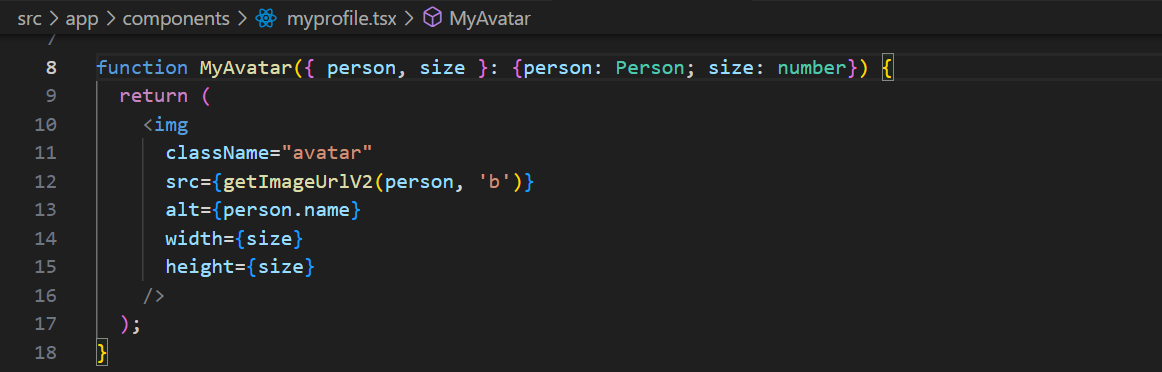 src > app > components > myprofile.tsx > MyAvatar
7
8 function MyAvatar({ person, size }: {person: Person; size: number}) {
9 return (
10 <img
11 className="avatar"
12 src={getImageUrlV2(person, 'b')}
13 alt={person.name}
14 width={size}
15 height={size}
16 />
17 );
18 }